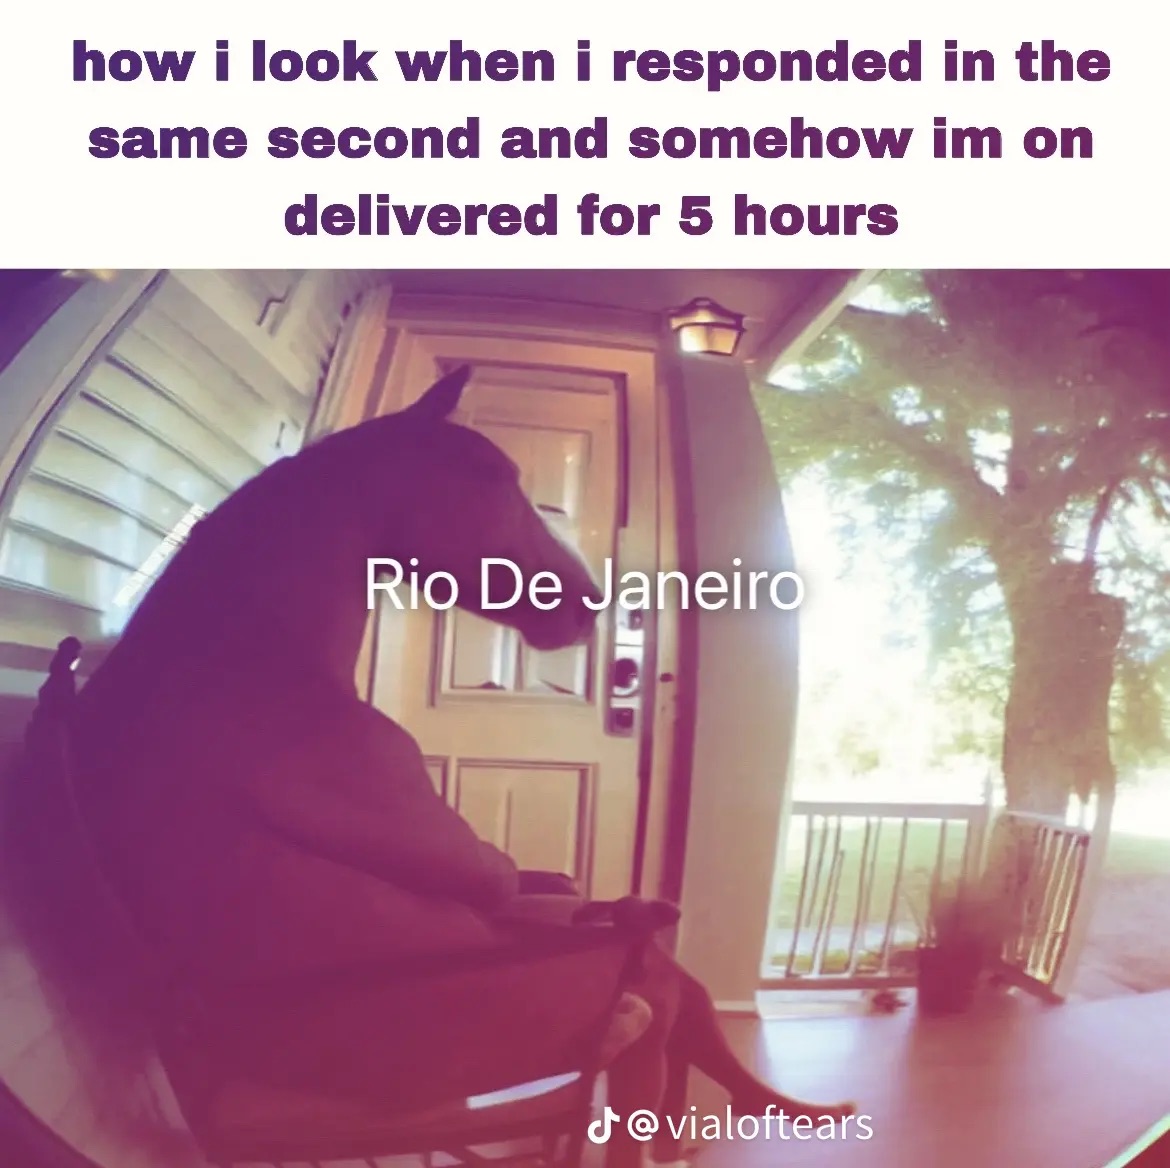 how i look when i responded in the
same second and somehow im on
delivered for 5 hours
Rio De Janeiro
@vialoftears